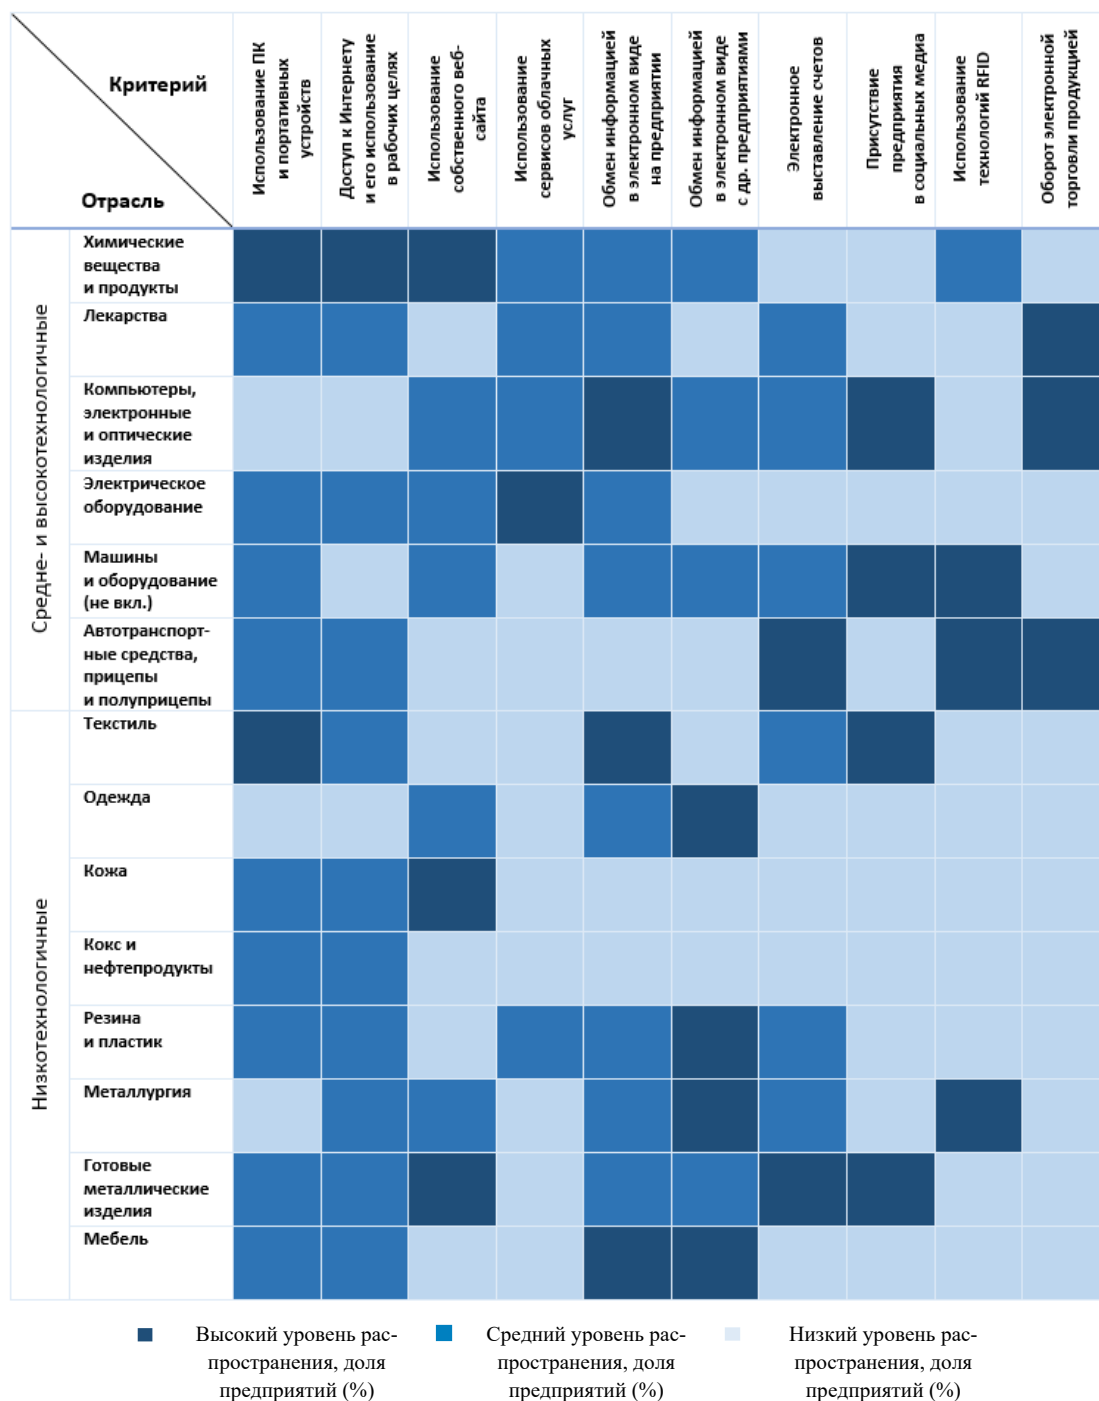 Критерий
Отрасль
Использование ПК
и портативных
устройств
Доступ к Интернету
и его использование
в рабочих целях
Использование
собственного веб-
сайта
Использование
сервисов облачных
услуг
Обмен информацией
в электронном виде
на предприятии
Обмен информацией
в электронном виде
с др. предприятиями
Электронное
выставление счетов
Присутствие
предприятия
в социальных медиа
Использование
технологий RFID
Оборот электронной
торговли продукцией
Средне- и высокотехнологичные
Химические
вещества
и продукты
Лекарства
Компьютеры,
электронные
и оптические
изделия
Электрическое
оборудование
Машины
и оборудование
(не вкл.)
Автотранспорт-
ные средства,
прицепы
и полуприцепы
Низкотехнологичные
Текстиль
Одежда
Кожа
Кокс и
нефтепродукты
Резина
и пластик
Металлургия
Готовые
металлические
изделия
Мебель
Высокий уровень рас-
пространения, доля
предприятий (%)
Средний уровень рас-
пространения, доля
предприятий (%)
Низкий уровень рас-
пространения, доля
предприятий (%)